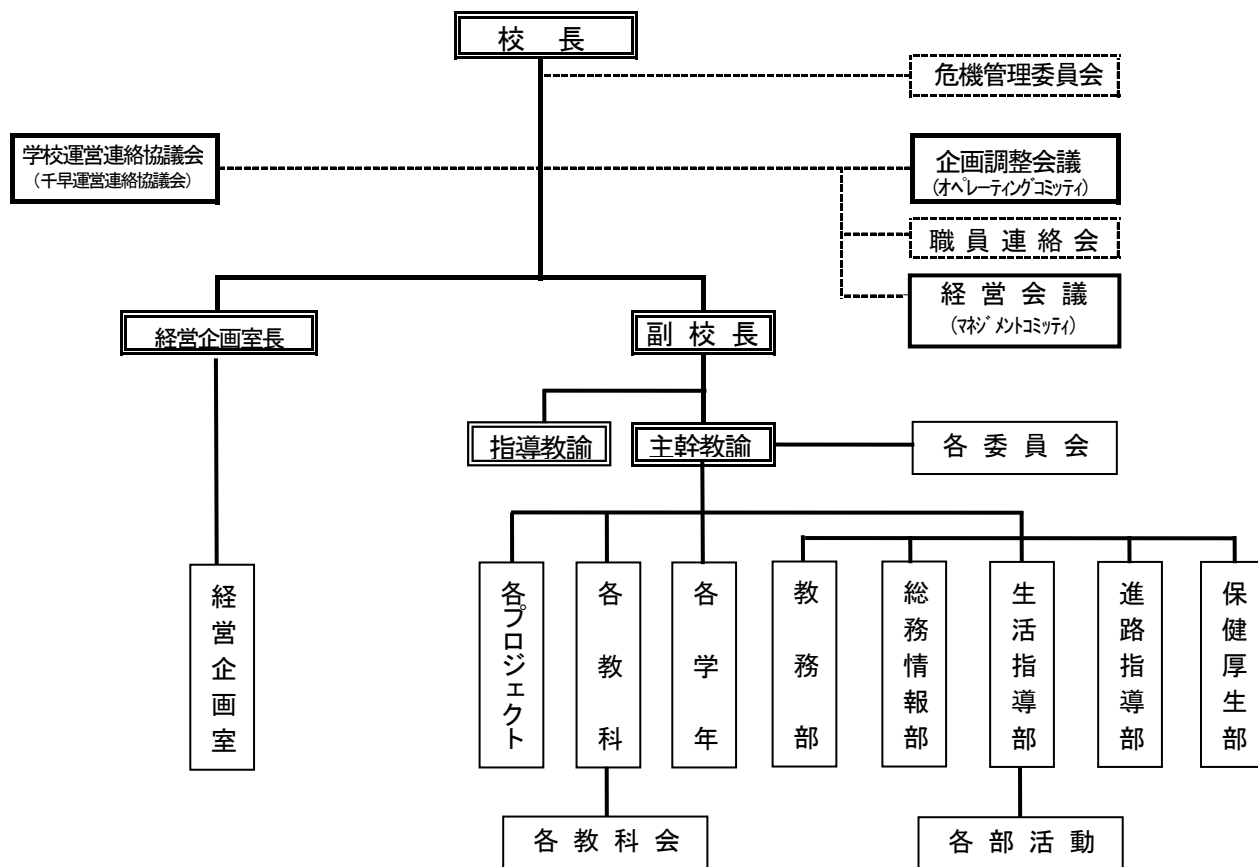 校長
危機管理委員会
学校運営連絡協議会
(千早運営連絡協議会)
企画調整会議
(オペレーティングコミッティ)
職員連絡会
経営会議
(マネジメントコミッティ)
経営企画室長
副校長
指導教諭
主幹教諭
各委員会
経営企画室
各プロジェクト
各教科
各学年
教務部
総務情報部
生活指導部
進路指導部
保健厚生部
各教科会
各部活動